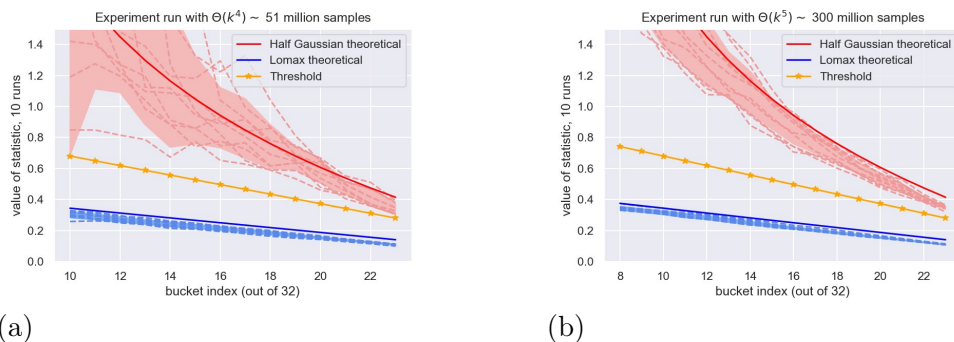 Experiment run with Θ(k⁴) ~ 51 million samples
value of statistic, 10 runs
1.4
1.2
1.0
0.8
0.6
0.4
0.2
0.0
Half Gaussian theoretical
Lomax theoretical
Threshold
10 12 14 16 18 20 22
bucket index (out of 32)
(a)
Experiment run with Θ(k⁵) ~ 300 million samples
value of statistic, 10 runs
1.4
1.2
1.0
0.8
0.6
0.4
0.2
0.0
Half Gaussian theoretical
Lomax theoretical
Threshold
8 10 12 14 16 18 20 22
bucket index (out of 32)
(b)